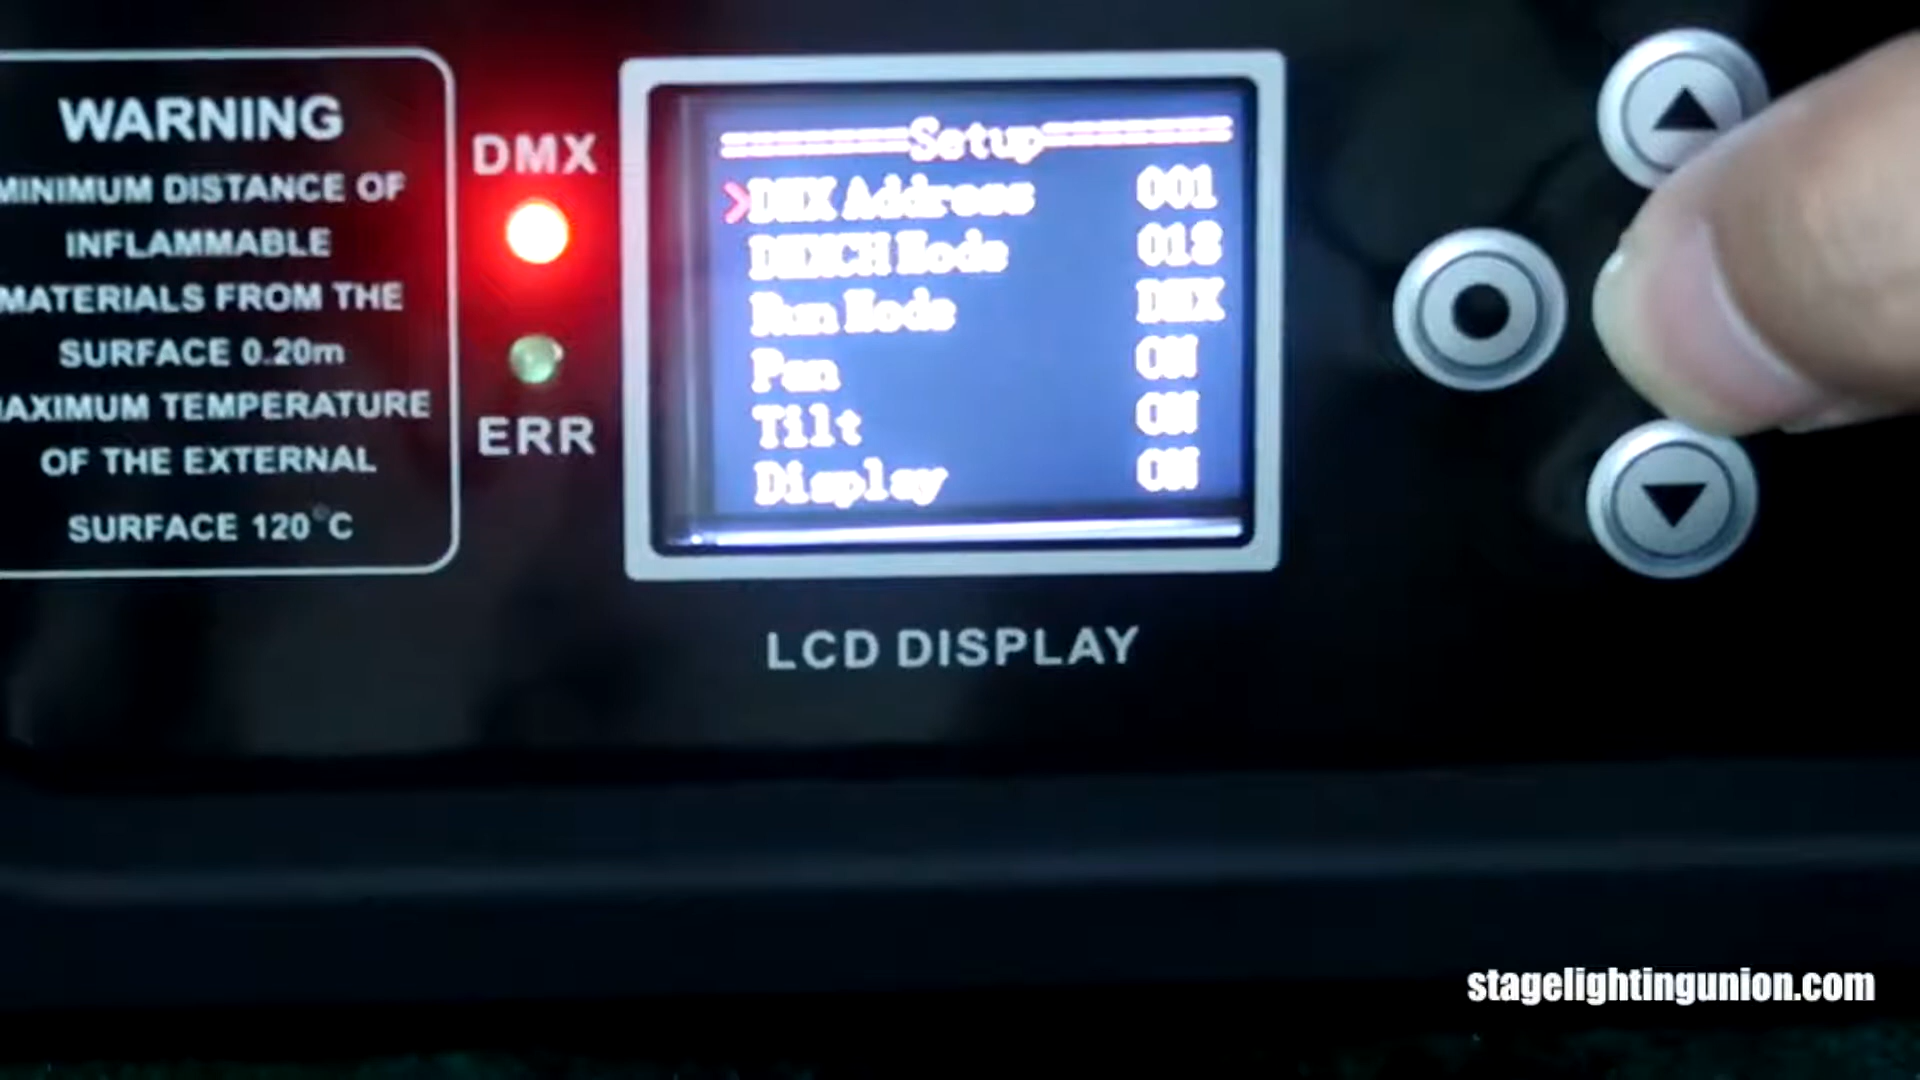 WARNING
MINIMUM DISTANCE OF
INFLAMMABLE
MATERIALS FROM THE
SURFACE 0.20m
MAXIMUM TEMPERATURE
OF THE EXTERNAL
SURFACE 120°C
DMX
ERR
Setup
>DMX Address 001
DMXCH Mode 018
Run Mode DMX
Pan ON
Tilt ON
Display ON
LCD DISPLAY
stagelightingunion.com